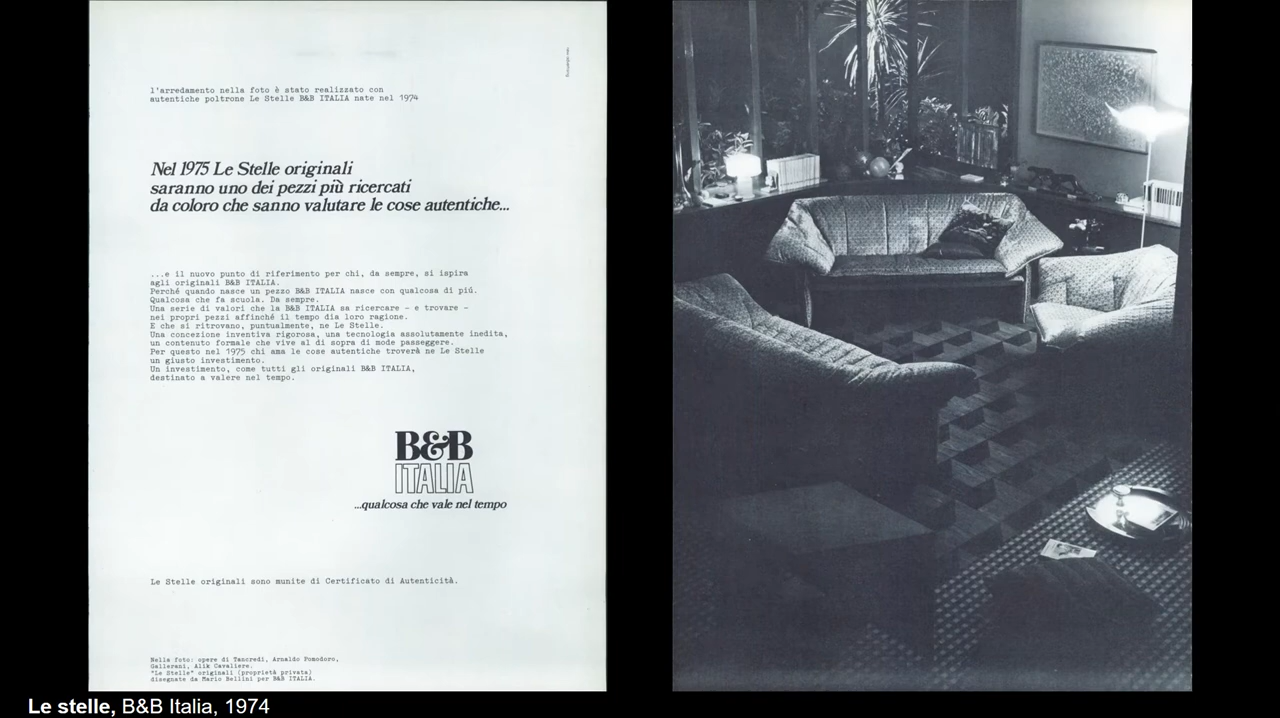 l'arredamento nella foto è stato realizzato con
autentiche poltrone Le Stelle B&B ITALIA nate nel 1974
Nel 1975 Le Stelle originali
saranno uno dei pezzi più ricercati
da coloro che sanno valutare le cose autentiche...
...e il nuovo punto di riferimento per chi, da sempre, si ispira
agli originali B&B ITALIA.
Perché quando nasce un pezzo B&B ITALIA nasce con qualcosa di piú.
Qualcosa che fa scuola. Da sempre.
Una serie di valori che la B&B ITALIA sa ricercare - e trovare -
nei propri pezzi affinché il tempo dia loro ragione.
E che si ritrovano, puntualmente, ne Le Stelle.
Una concezione inventiva rigorosa, una tecnologia assolutamente inedita,
un contenuto formale che vive al di sopra di mode passeggere.
Per questo nel 1975 chi ama le cose autentiche troverà ne Le Stelle
un giusto investimento.
Un investimento, come tutti gli originali B&B ITALIA,
destinato a valere nel tempo.
B&B
ITALIA
...qualcosa che vale nel tempo
Le Stelle originali sono munite di Certificato di Autenticità.
Nella foto: opere di Tancredi, Arnaldo Pomodoro,
Gallerani, Alik Cavaliere.
"Le Stelle" originali (proprietà privata)
disegnate da Mario Bellini per B&B ITALIA.
Le stelle, B&B Italia, 1974